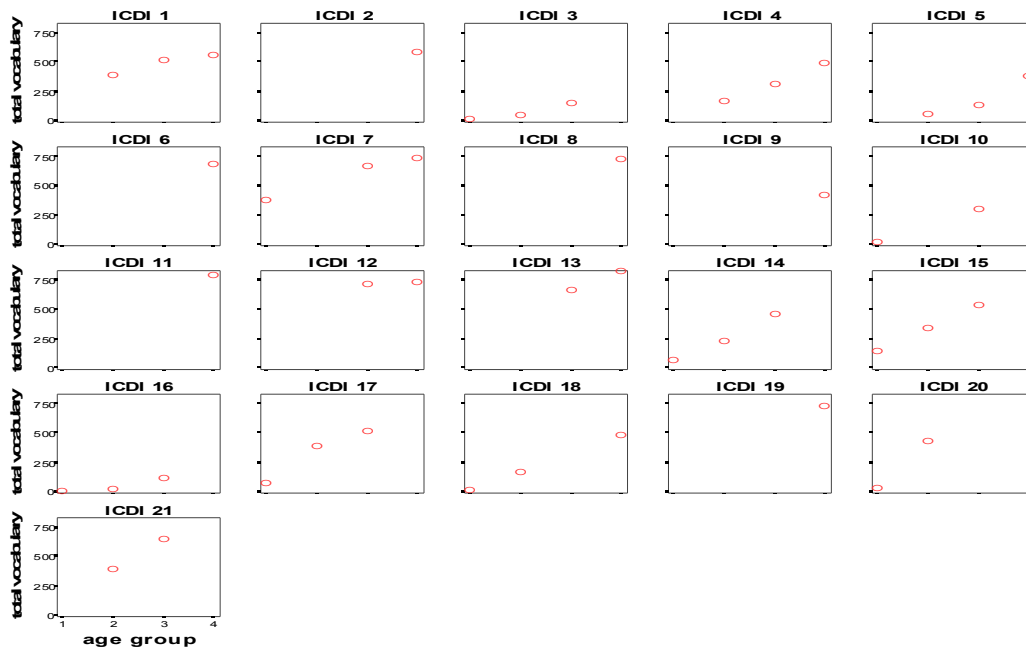 ICDI 1 ICDI 2 ICDI 3 ICDI 4 ICDI 5
total vocabulary
750
500
250
0
ICDI 6 ICDI 7 ICDI 8 ICDI 9 ICDI 10
total vocabulary
750
500
250
0
ICDI 11 ICDI 12 ICDI 13 ICDI 14 ICDI 15
total vocabulary
750
500
250
0
ICDI 16 ICDI 17 ICDI 18 ICDI 19 ICDI 20
total vocabulary
750
500
250
0
ICDI 21
total vocabulary
750
500
250
0
1 2 3 4
age group